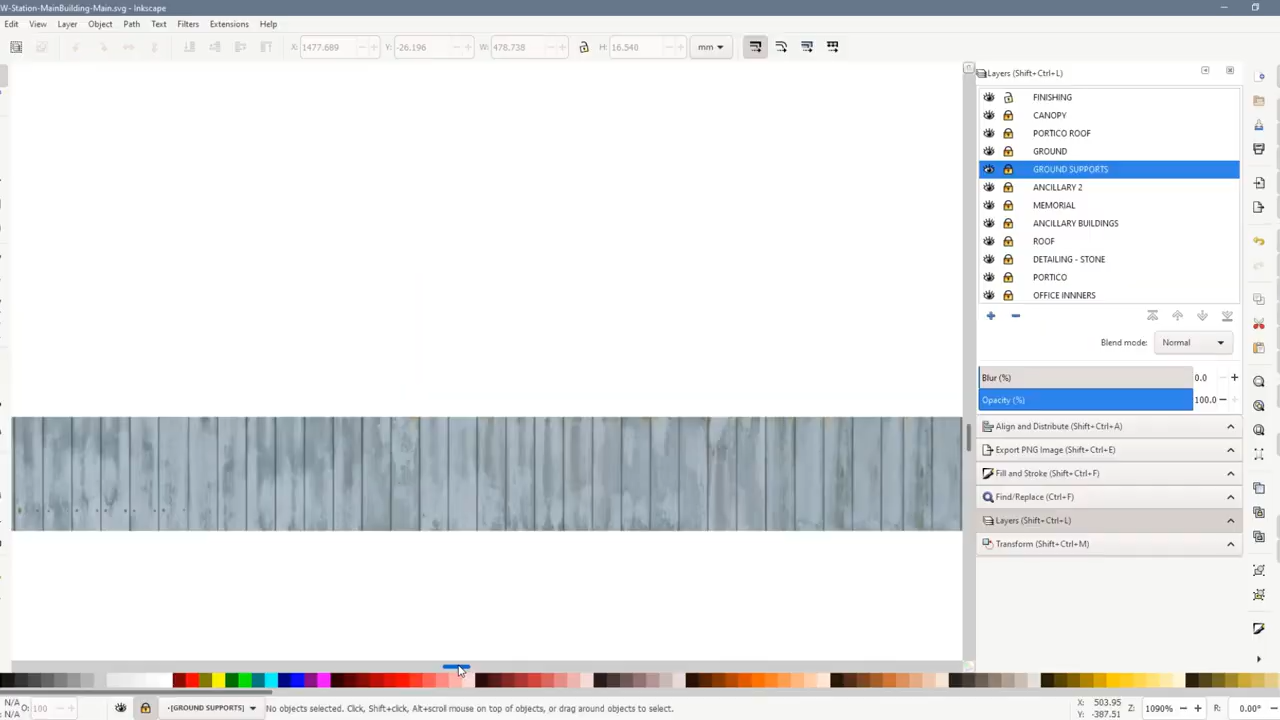 W-Station-MainBuilding-Main.svg - Inkscape
Edit View Layer Object Path Text Filters Extensions Help
X: 1477.689 Y: -26.196 W: 478.738 H: 16.540 mm
Layers (Shift+Ctrl+L)
FINISHING
CANOPY
PORTICO ROOF
GROUND
GROUND SUPPORTS
ANCILLARY 2
MEMORIAL
ANCILLARY BUILDINGS
ROOF
DETAILING - STONE
PORTICO
OFFICE INNNERS
Blend mode: Normal
Blur (%) 0.0
Opacity (%) 100.0
Align and Distribute (Shift+Ctrl+A)
Export PNG Image (Shift+Ctrl+E)
Fill and Stroke (Shift+Ctrl+F)
Find/Replace (Ctrl+F)
Layers (Shift+Ctrl+L)
Transform (Shift+Ctrl+M)
N/A
N/A
O: 100
-[GROUND SUPPORTS]
No objects selected. Click, Shift+click, Alt+scroll mouse on top of objects, or drag around objects to select.
X: 503.95
Y: -387.51
Z: 1090%
R: 0.00°